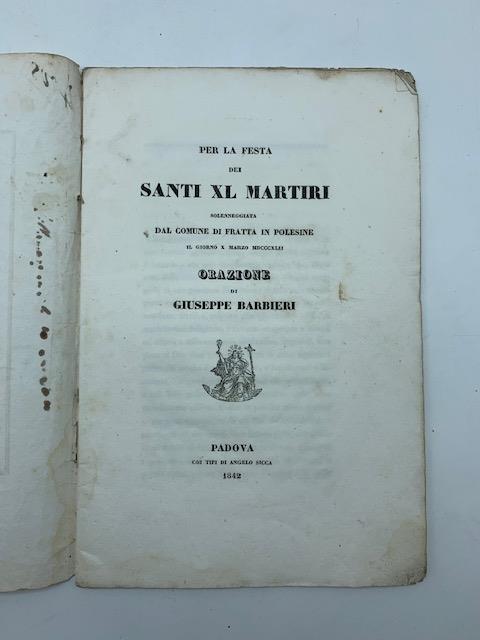 PER LA FESTA
DEI
SANTI XL MARTIRI
SOLENNEGGIATA
DAL COMUNE DI FRATTA IN POLESINE
IL GIORNO X MARZO MDCCCXLII
ORAZIONE
DI
GIUSEPPE BARBIERI
PADOVA
COI TIPI DI ANGELO SICCA
1842